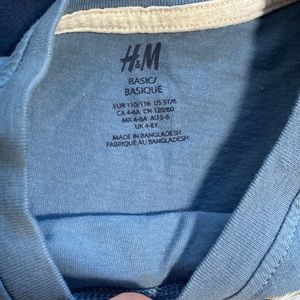 H&M
BASIC/
BASIQUE
EUR 110/116 US 5T/6
CA 4-6A CN 120/60
MX 4-6A AU 5-6
UK 4-6Y
MADE IN BANGLADESH
FABRIQUÉ AU BANGLADESH